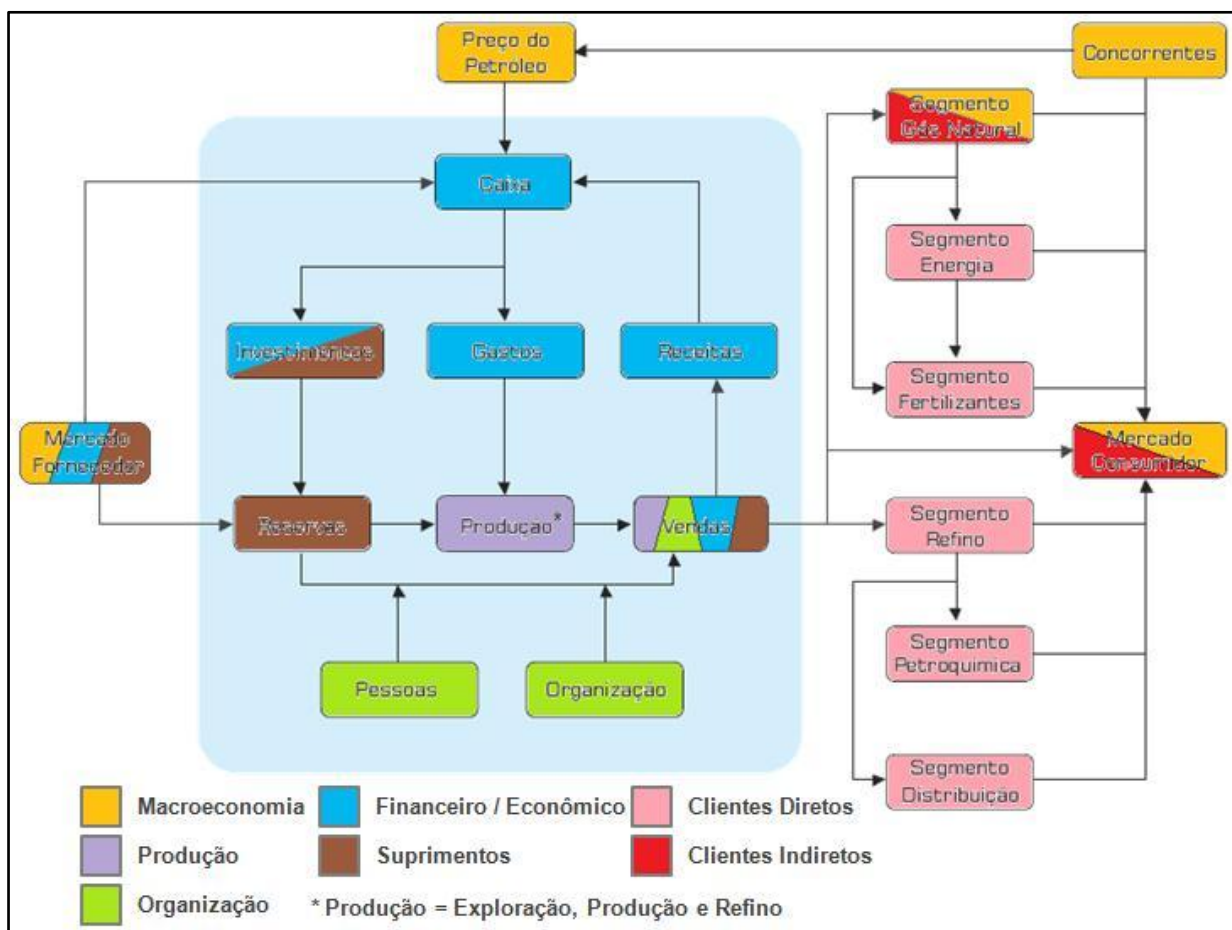 Preço do
Petróleo
Concorrentes
Segmento
Gás Natural
Caixa
Segmento
Energia
Investimentos
Gastos
Receitas
Segmento
Fertilizantes
Mercado
Fornecedor
Mercado
Consumidor
Reservas
Produção*
Vendas
Segmento
Refino
Segmento
Petroquímica
Pessoas
Organização
Segmento
Distribuição
Macroeconomia
Financeiro / Econômico
Clientes Diretos
Produção
Suprimentos
Clientes Indiretos
Organização
* Produção = Exploração, Produção e Refino